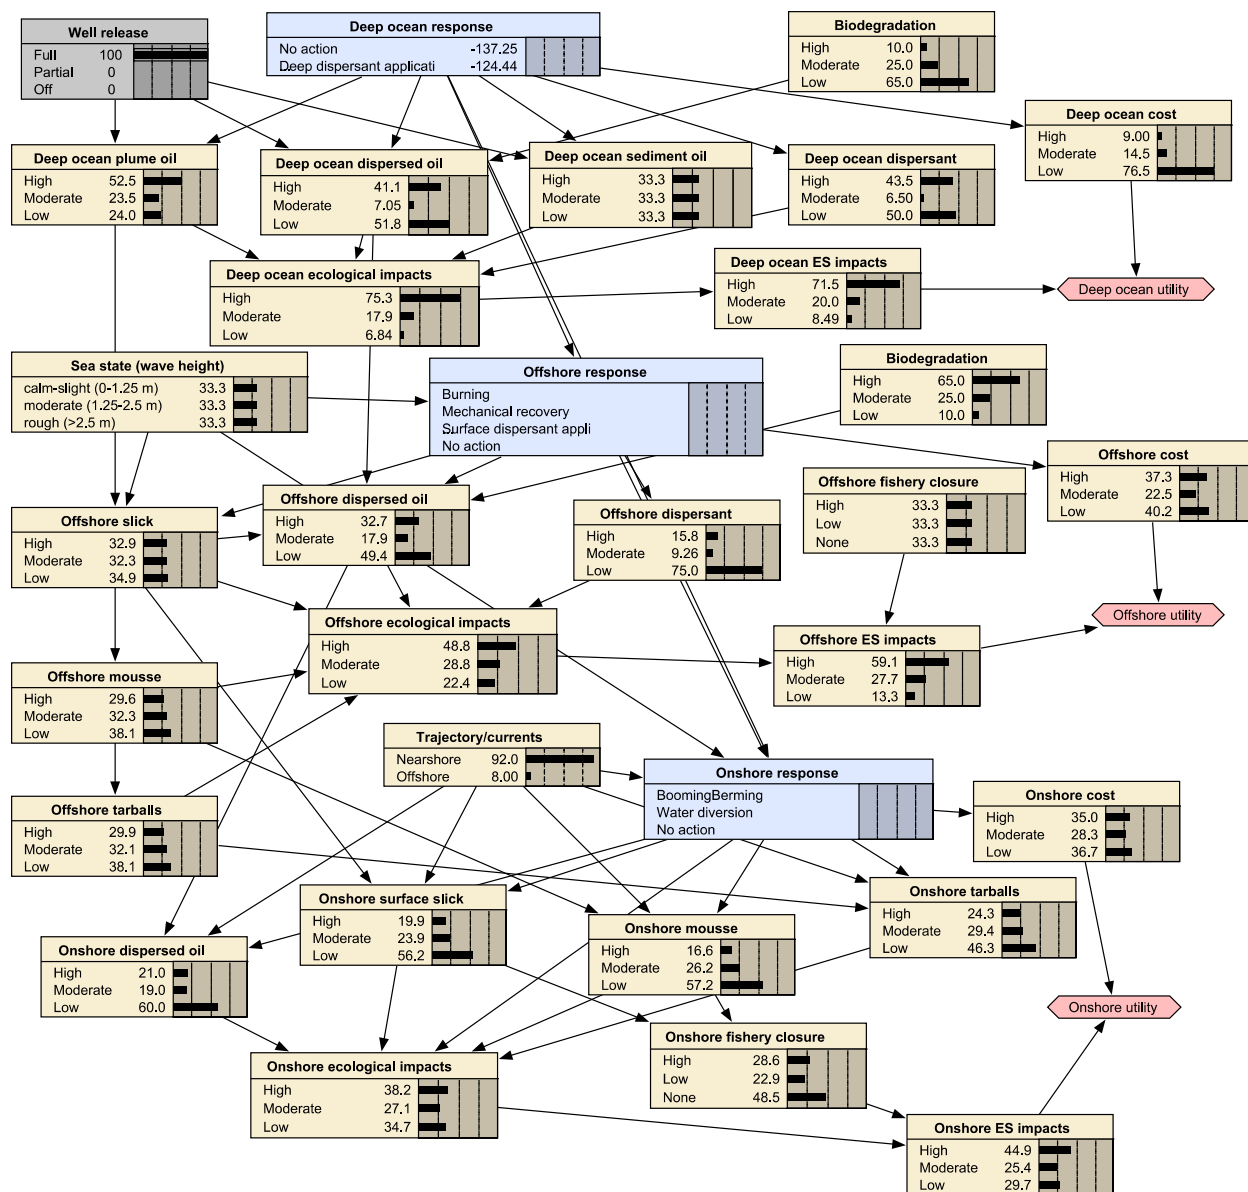 Well release
Full 100
Partial 0
Off 0
Deep ocean response
No action -137.25
Deep dispersant applicati -124.44
Biodegradation
High 10.0
Moderate 25.0
Low 65.0
Deep ocean cost
High 9.00
Moderate 14.5
Low 76.5
Deep ocean plume oil
High 52.5
Moderate 23.5
Low 24.0
Deep ocean dispersed oil
High 41.1
Moderate 7.05
Low 51.8
Deep ocean sediment oil
High 33.3
Moderate 33.3
Low 33.3
Deep ocean dispersant
High 43.5
Moderate 6.50
Low 50.0
Deep ocean ecological impacts
High 75.3
Moderate 17.9
Low 6.84
Deep ocean ES impacts
High 71.5
Moderate 20.0
Low 8.49
Deep ocean utility
Sea state (wave height)
calm-slight (0-1.25 m) 33.3
moderate (1.25-2.5 m) 33.3
rough (>2.5 m) 33.3
Offshore response
Burning
Mechanical recovery
Surface dispersant appli
No action
Biodegradation
High 65.0
Moderate 25.0
Low 10.0
Offshore cost
High 37.3
Moderate 22.5
Low 40.2
Offshore slick
High 32.9
Moderate 32.3
Low 34.9
Offshore dispersed oil
High 32.7
Moderate 17.9
Low 49.4
Offshore dispersant
High 15.8
Moderate 9.26
Low 75.0
Offshore fishery closure
High 33.3
Low 33.3
None 33.3
Offshore utility
Offshore ecological impacts
High 48.8
Moderate 28.8
Low 22.4
Offshore ES impacts
High 59.1
Moderate 27.7
Low 13.3
Offshore mousse
High 29.6
Moderate 32.3
Low 38.1
Trajectory/currents
Nearshore 92.0
Offshore 8.00
Onshore response
BoomingBerming
Water diversion
No action
Onshore cost
High 35.0
Moderate 28.3
Low 36.7
Offshore tarballs
High 29.9
Moderate 32.1
Low 38.1
Onshore surface slick
High 19.9
Moderate 23.9
Low 56.2
Onshore tarballs
High 24.3
Moderate 29.4
Low 46.3
Onshore dispersed oil
High 21.0
Moderate 19.0
Low 60.0
Onshore mousse
High 16.6
Moderate 26.2
Low 57.2
Onshore utility
Onshore fishery closure
High 28.6
Low 22.9
None 48.5
Onshore ecological impacts
High 38.2
Moderate 27.1
Low 34.7
Onshore ES impacts
High 44.9
Moderate 25.4
Low 29.7